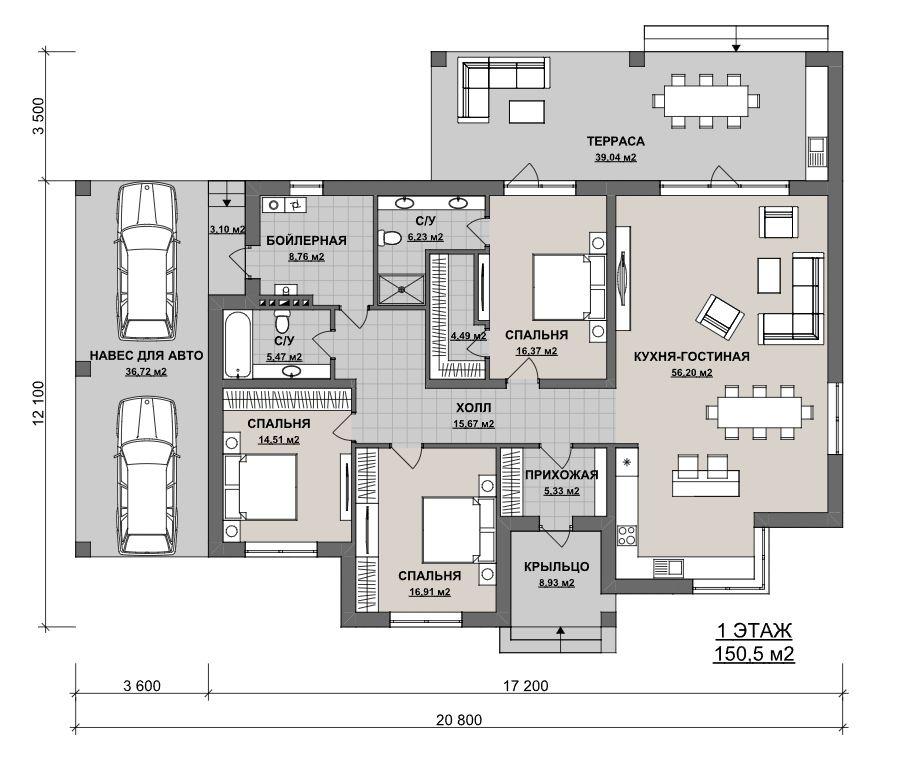 3 500
ТЕРРАСА
39,04 м2
3,10 м2
БОЙЛЕРНАЯ
8,76 м2
С/У
6,23 м2
12 100
НАВЕС ДЛЯ АВТО
36,72 м2
С/У
5,47 м2
4,49 м2
СПАЛЬНЯ
16,37 м2
КУХНЯ-ГОСТИНАЯ
56,20 м2
ХОЛЛ
15,67 м2
СПАЛЬНЯ
14,51 м2
ПРИХОЖАЯ
5,33 м2
СПАЛЬНЯ
16,91 м2
КРЫЛЬЦО
8,93 м2
1 ЭТАЖ
150,5 м2
3 600
17 200
20 800